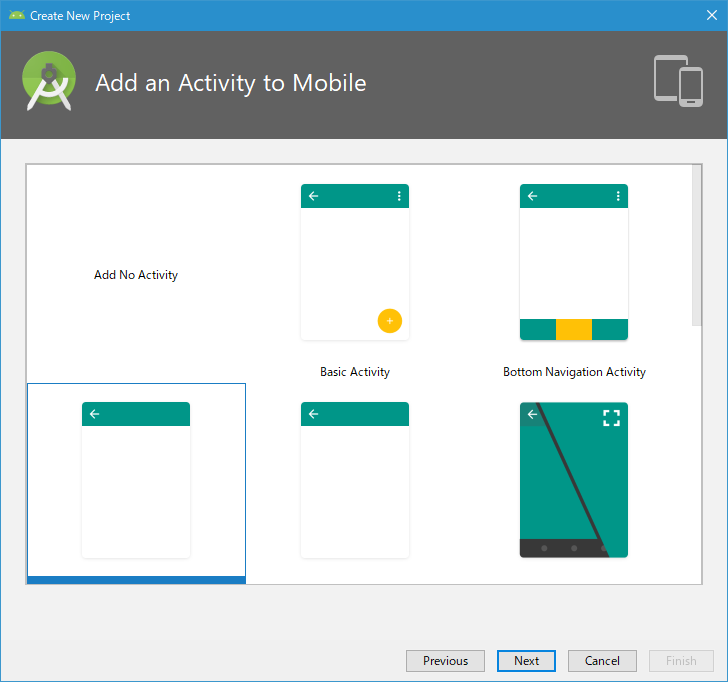 Create New Project
Add an Activity to Mobile
Add No Activity
Basic Activity
Bottom Navigation Activity
Previous
Next
Cancel
Finish